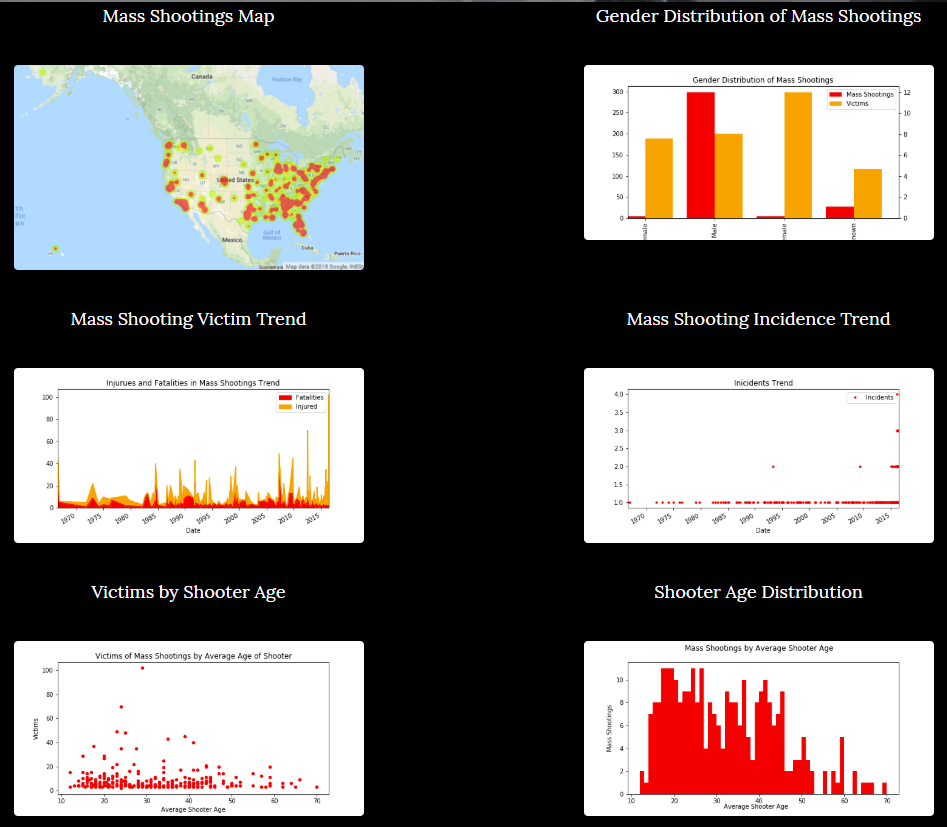 Mass Shootings Map
Gender Distribution of Mass Shootings
Canada
Hudson Bay
United States
Mexico
Gulf of
Mexico
Cuba
Puerto Rico
Map data ©2019 Google, INEGI
Gender Distribution of Mass Shootings
Mass Shootings
Victims
300
250
200
150
100
50
0
12
10
8
6
4
2
0
Male
Mass Shooting Victim Trend
Mass Shooting Incidence Trend
Injurues and Fatalities in Mass Shootings Trend
Fatalities
Injured
100
80
60
40
20
0
1970
1975
1980
1985
1990
1995
2000
2005
2010
2015
Date
Inicidents Trend
Incidents
4.0
3.5
3.0
2.5
2.0
1.5
1.0
1970
1975
1980
1985
1990
1995
2000
2005
2010
2015
Date
Victims by Shooter Age
Shooter Age Distribution
Victims of Mass Shootings by Average Age of Shooter
Victims
100
80
60
40
20
0
10 20 30 40 50 60 70
Average Shooter Age
Mass Shootings by Average Shooter Age
Mass Shootings
10
8
6
4
2
0
10 20 30 40 50 60 70
Average Shooter Age